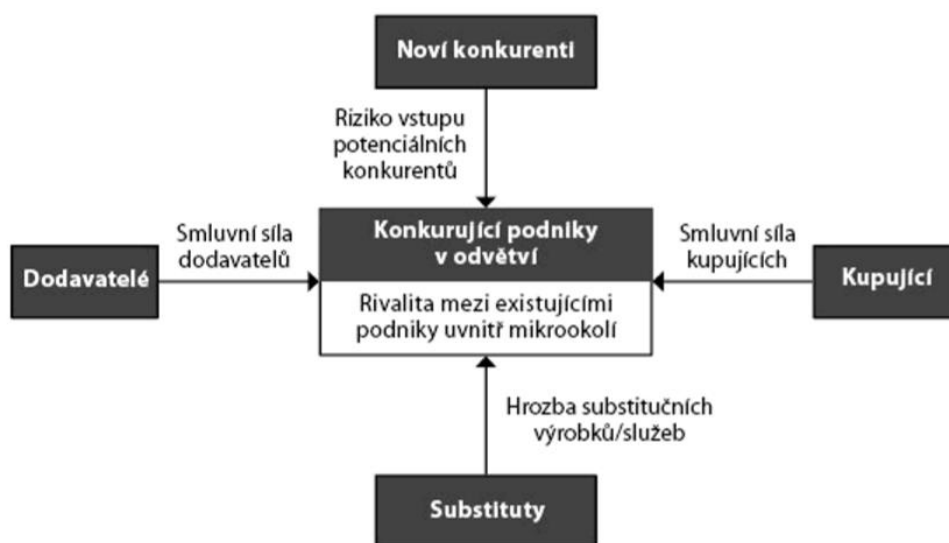 Noví konkurenti
Riziko vstupu
potenciálních
konkurentů
Dodavatelé
Smluvní síla
dodavatelů
Konkurující podniky
v odvětví
Rivalita mezi existujícími
podniky uvnitř mikrookolí
Smluvní síla
kupujících
Kupující
Hrozba substitučních
výrobků/služeb
Substituty